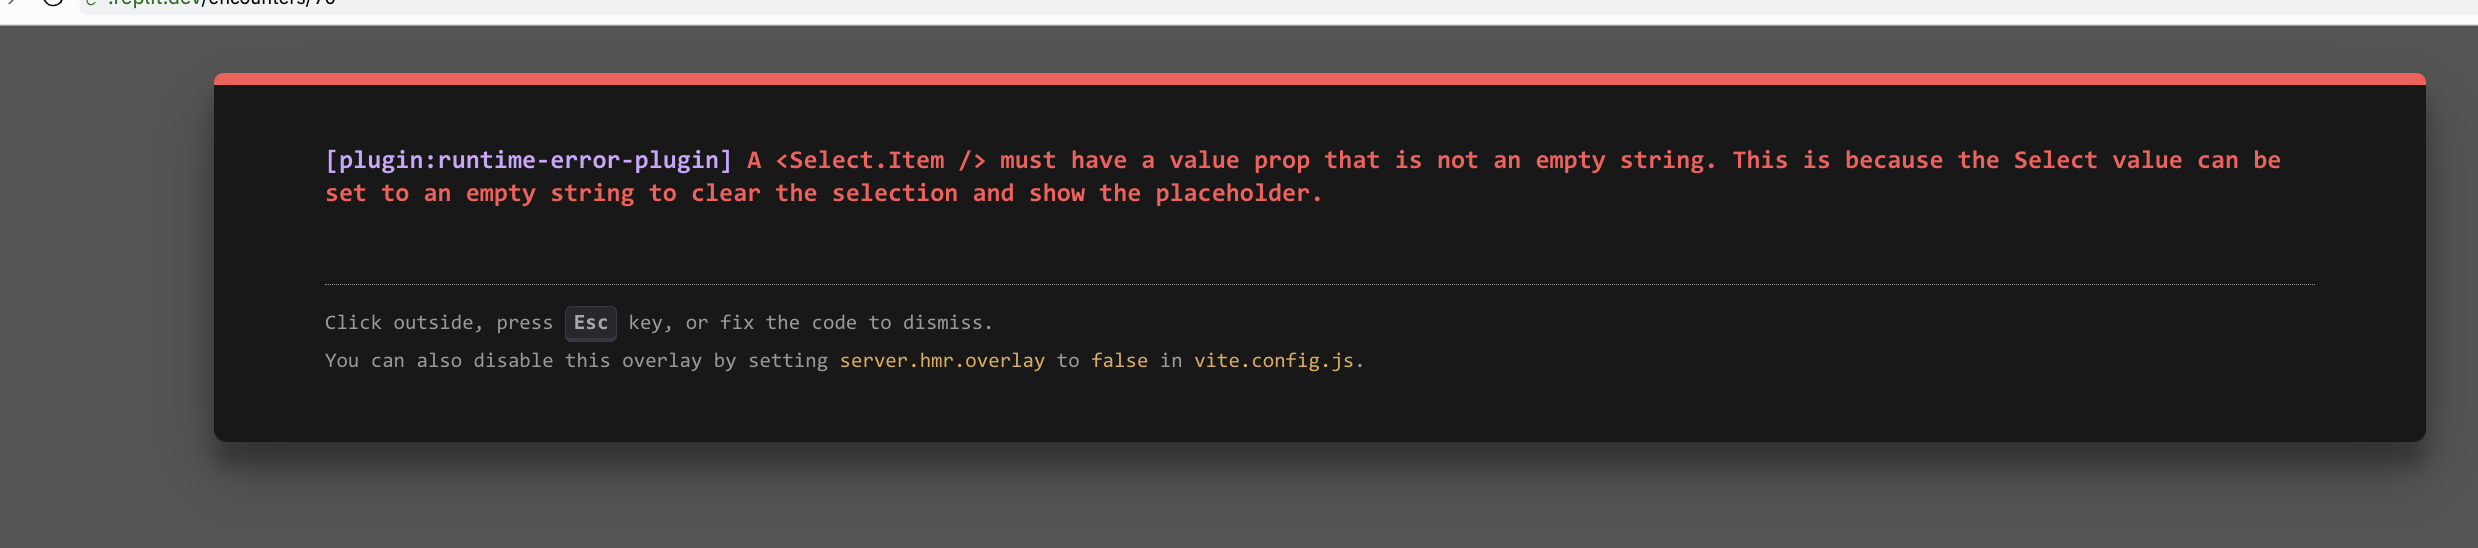 .replit.dev/encounters/70
[plugin:runtime-error-plugin] A <Select.Item /> must have a value prop that is not an empty string. This is because the Select value can be
set to an empty string to clear the selection and show the placeholder.
Click outside, press Esc key, or fix the code to dismiss.
You can also disable this overlay by setting server.hmr.overlay to false in vite.config.js.